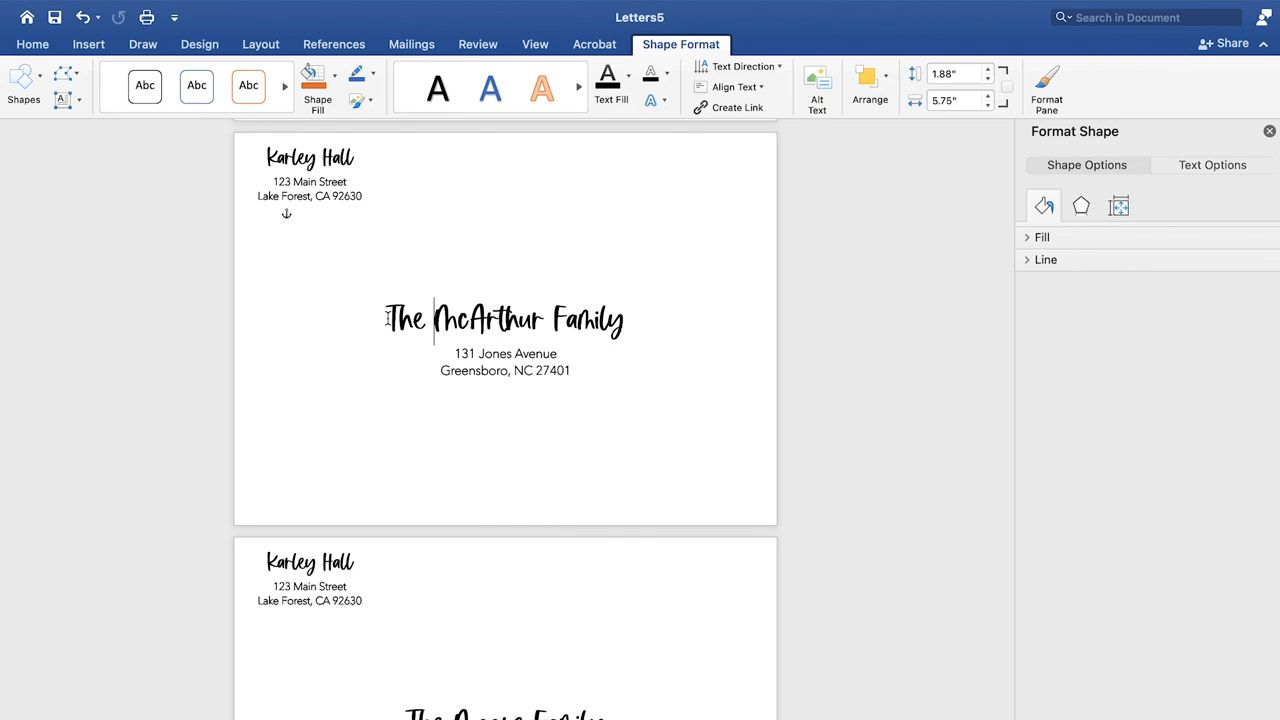 Letters5
Search in Document
Home Insert Draw Design Layout References Mailings Review View Acrobat Shape Format
Share
Shapes
Abc Abc Abc
Shape Fill
A A A
Text Fill
Text Direction
Align Text
Create Link
Alt Text
Arrange
1.88"
5.75"
Format Pane
Format Shape
Shape Options Text Options
Fill
Line
Karley Hall
123 Main Street
Lake Forest, CA 92630
The McArthur Family
131 Jones Avenue
Greensboro, NC 27401
Karley Hall
123 Main Street
Lake Forest, CA 92630